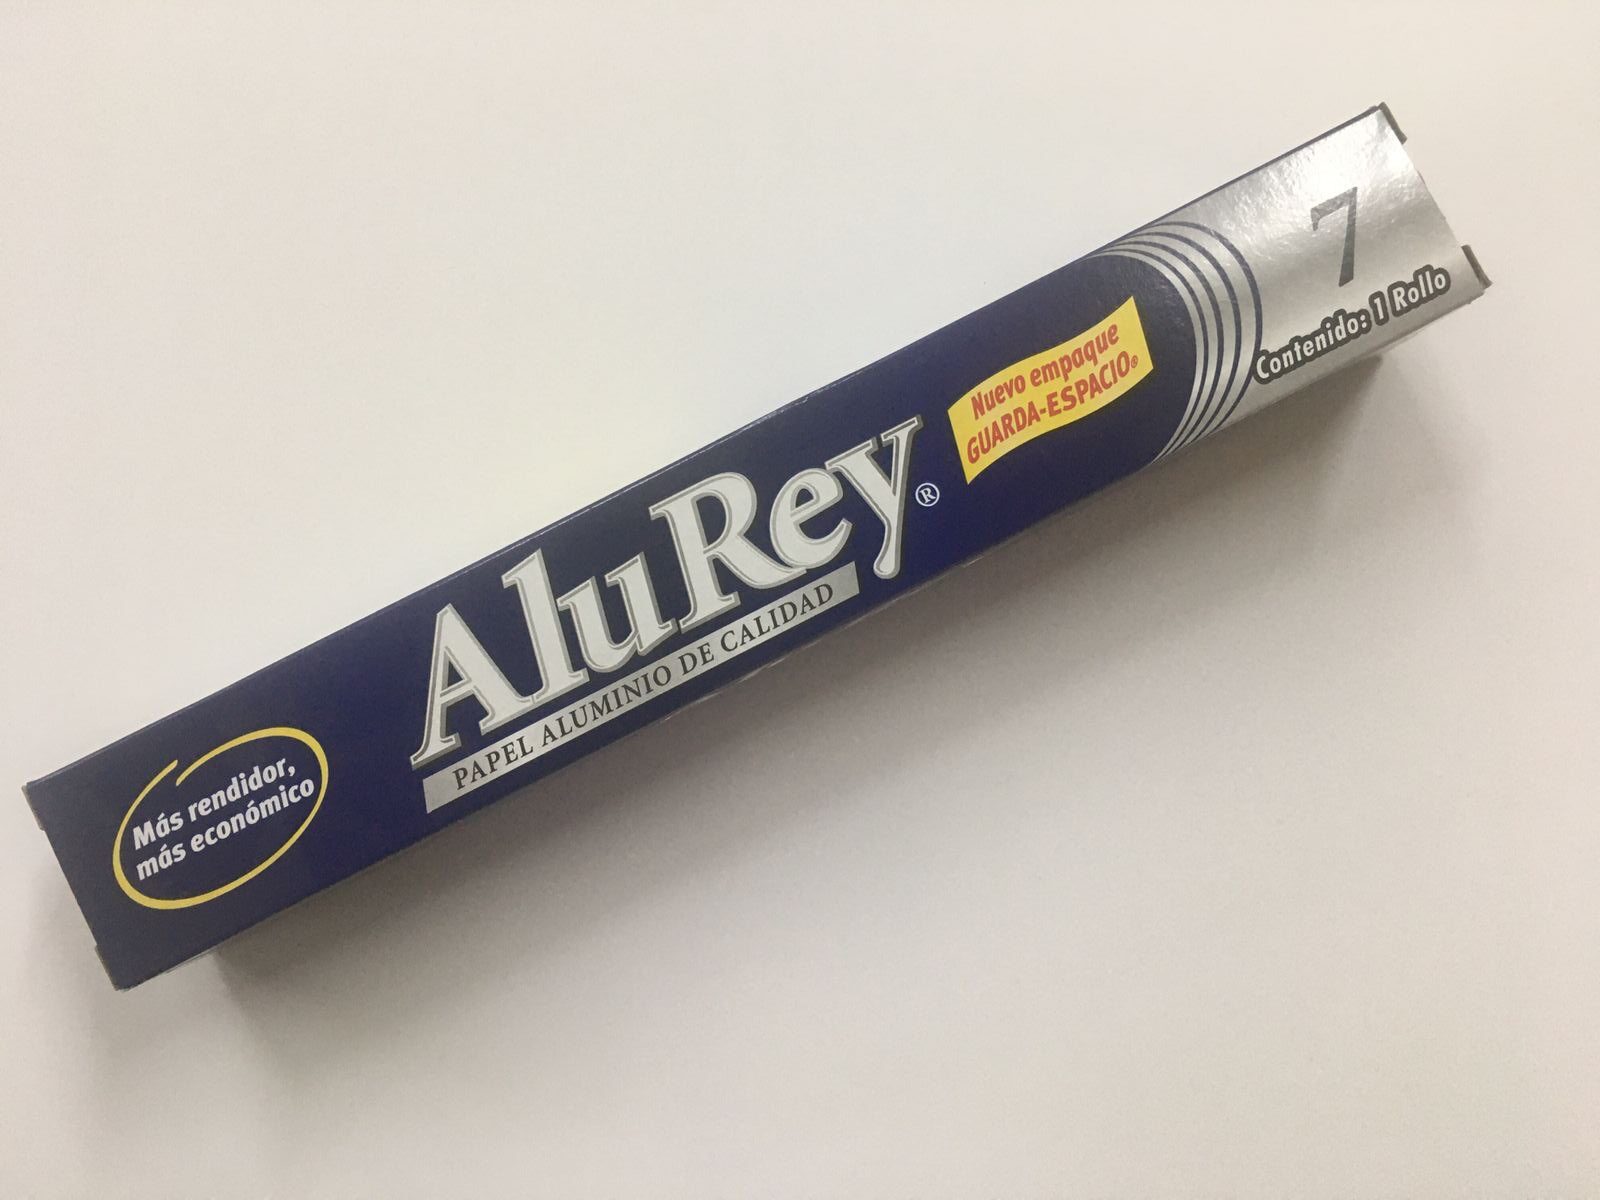 Más rendidor,
más económico
AluRey®
PAPEL ALUMINIO DE CALIDAD
Nuevo empaque
GUARDA-ESPACIO®
7
Contenido: 1 Rollo